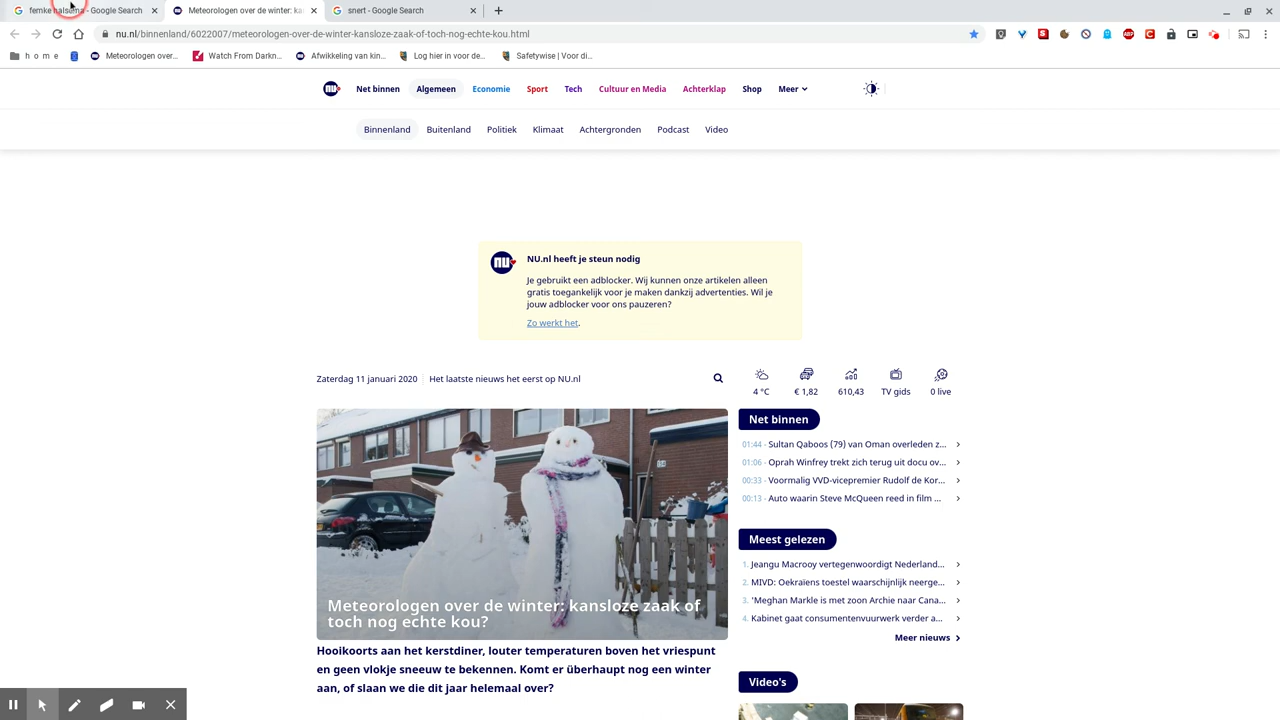 femke halsema - Google Search
Meteorologen over de winter: ka
snert - Google Search
nu.nl/binnenland/6022007/meteorologen-over-de-winter-kansloze-zaak-of-toch-nog-echte-kou.html
h o m e
Meteorologen over...
Watch From Darkn...
Afwikkeling van kin...
Log hier in voor de...
Safetywise | Voor di...
nu
Net binnen
Algemeen
Economie
Sport
Tech
Cultuur en Media
Achterklap
Shop
Meer
Binnenland
Buitenland
Politiek
Klimaat
Achtergronden
Podcast
Video
nu
NU.nl heeft je steun nodig
Je gebruikt een adblocker. Wij kunnen onze artikelen alleen
gratis toegankelijk voor je maken dankzij advertenties. Wil je
jouw adblocker voor ons pauzeren?
Zo werkt het.
Zaterdag 11 januari 2020
Het laatste nieuws het eerst op NU.nl
4 °C
€ 1,82
610,43
TV gids
0 live
Meteorologen over de winter: kansloze zaak of
toch nog echte kou?
Hooikoorts aan het kerstdiner, louter temperaturen boven het vriespunt
en geen vlokje sneeuw te bekennen. Komt er überhaupt nog een winter
aan, of slaan we die dit jaar helemaal over?
Net binnen
01:44 - Sultan Qaboos (79) van Oman overleden z...
01:06 - Oprah Winfrey trekt zich terug uit docu ov...
00:33 - Voormalig VVD-vicepremier Rudolf de Kor...
00:13 - Auto waarin Steve McQueen reed in film ...
Meest gelezen
1. Jeangu Macrooy vertegenwoordigt Nederland...
2. MIVD: Oekraïens toestel waarschijnlijk neerge...
3. 'Meghan Markle is met zoon Archie naar Cana...
4. Kabinet gaat consumentenvuurwerk verder a...
Meer nieuws
Video's